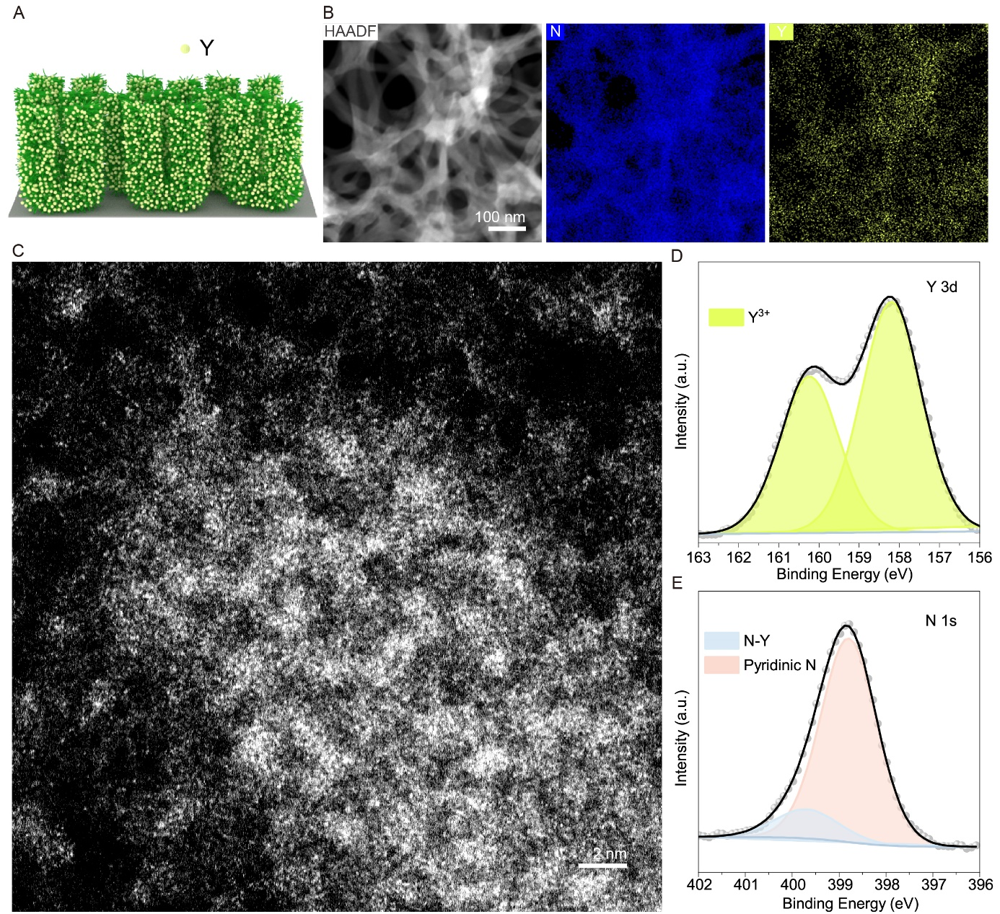 A
Y
B
HAADF
100 nm
N
Y
C
2 nm
D
Y 3d
Y3+
Intensity (a.u.)
163 162 161 160 159 158 157 156
Binding Energy (eV)
E
N 1s
N-Y
Pyridinic N
Intensity (a.u.)
402 401 400 399 398 397 396
Binding Energy (eV)